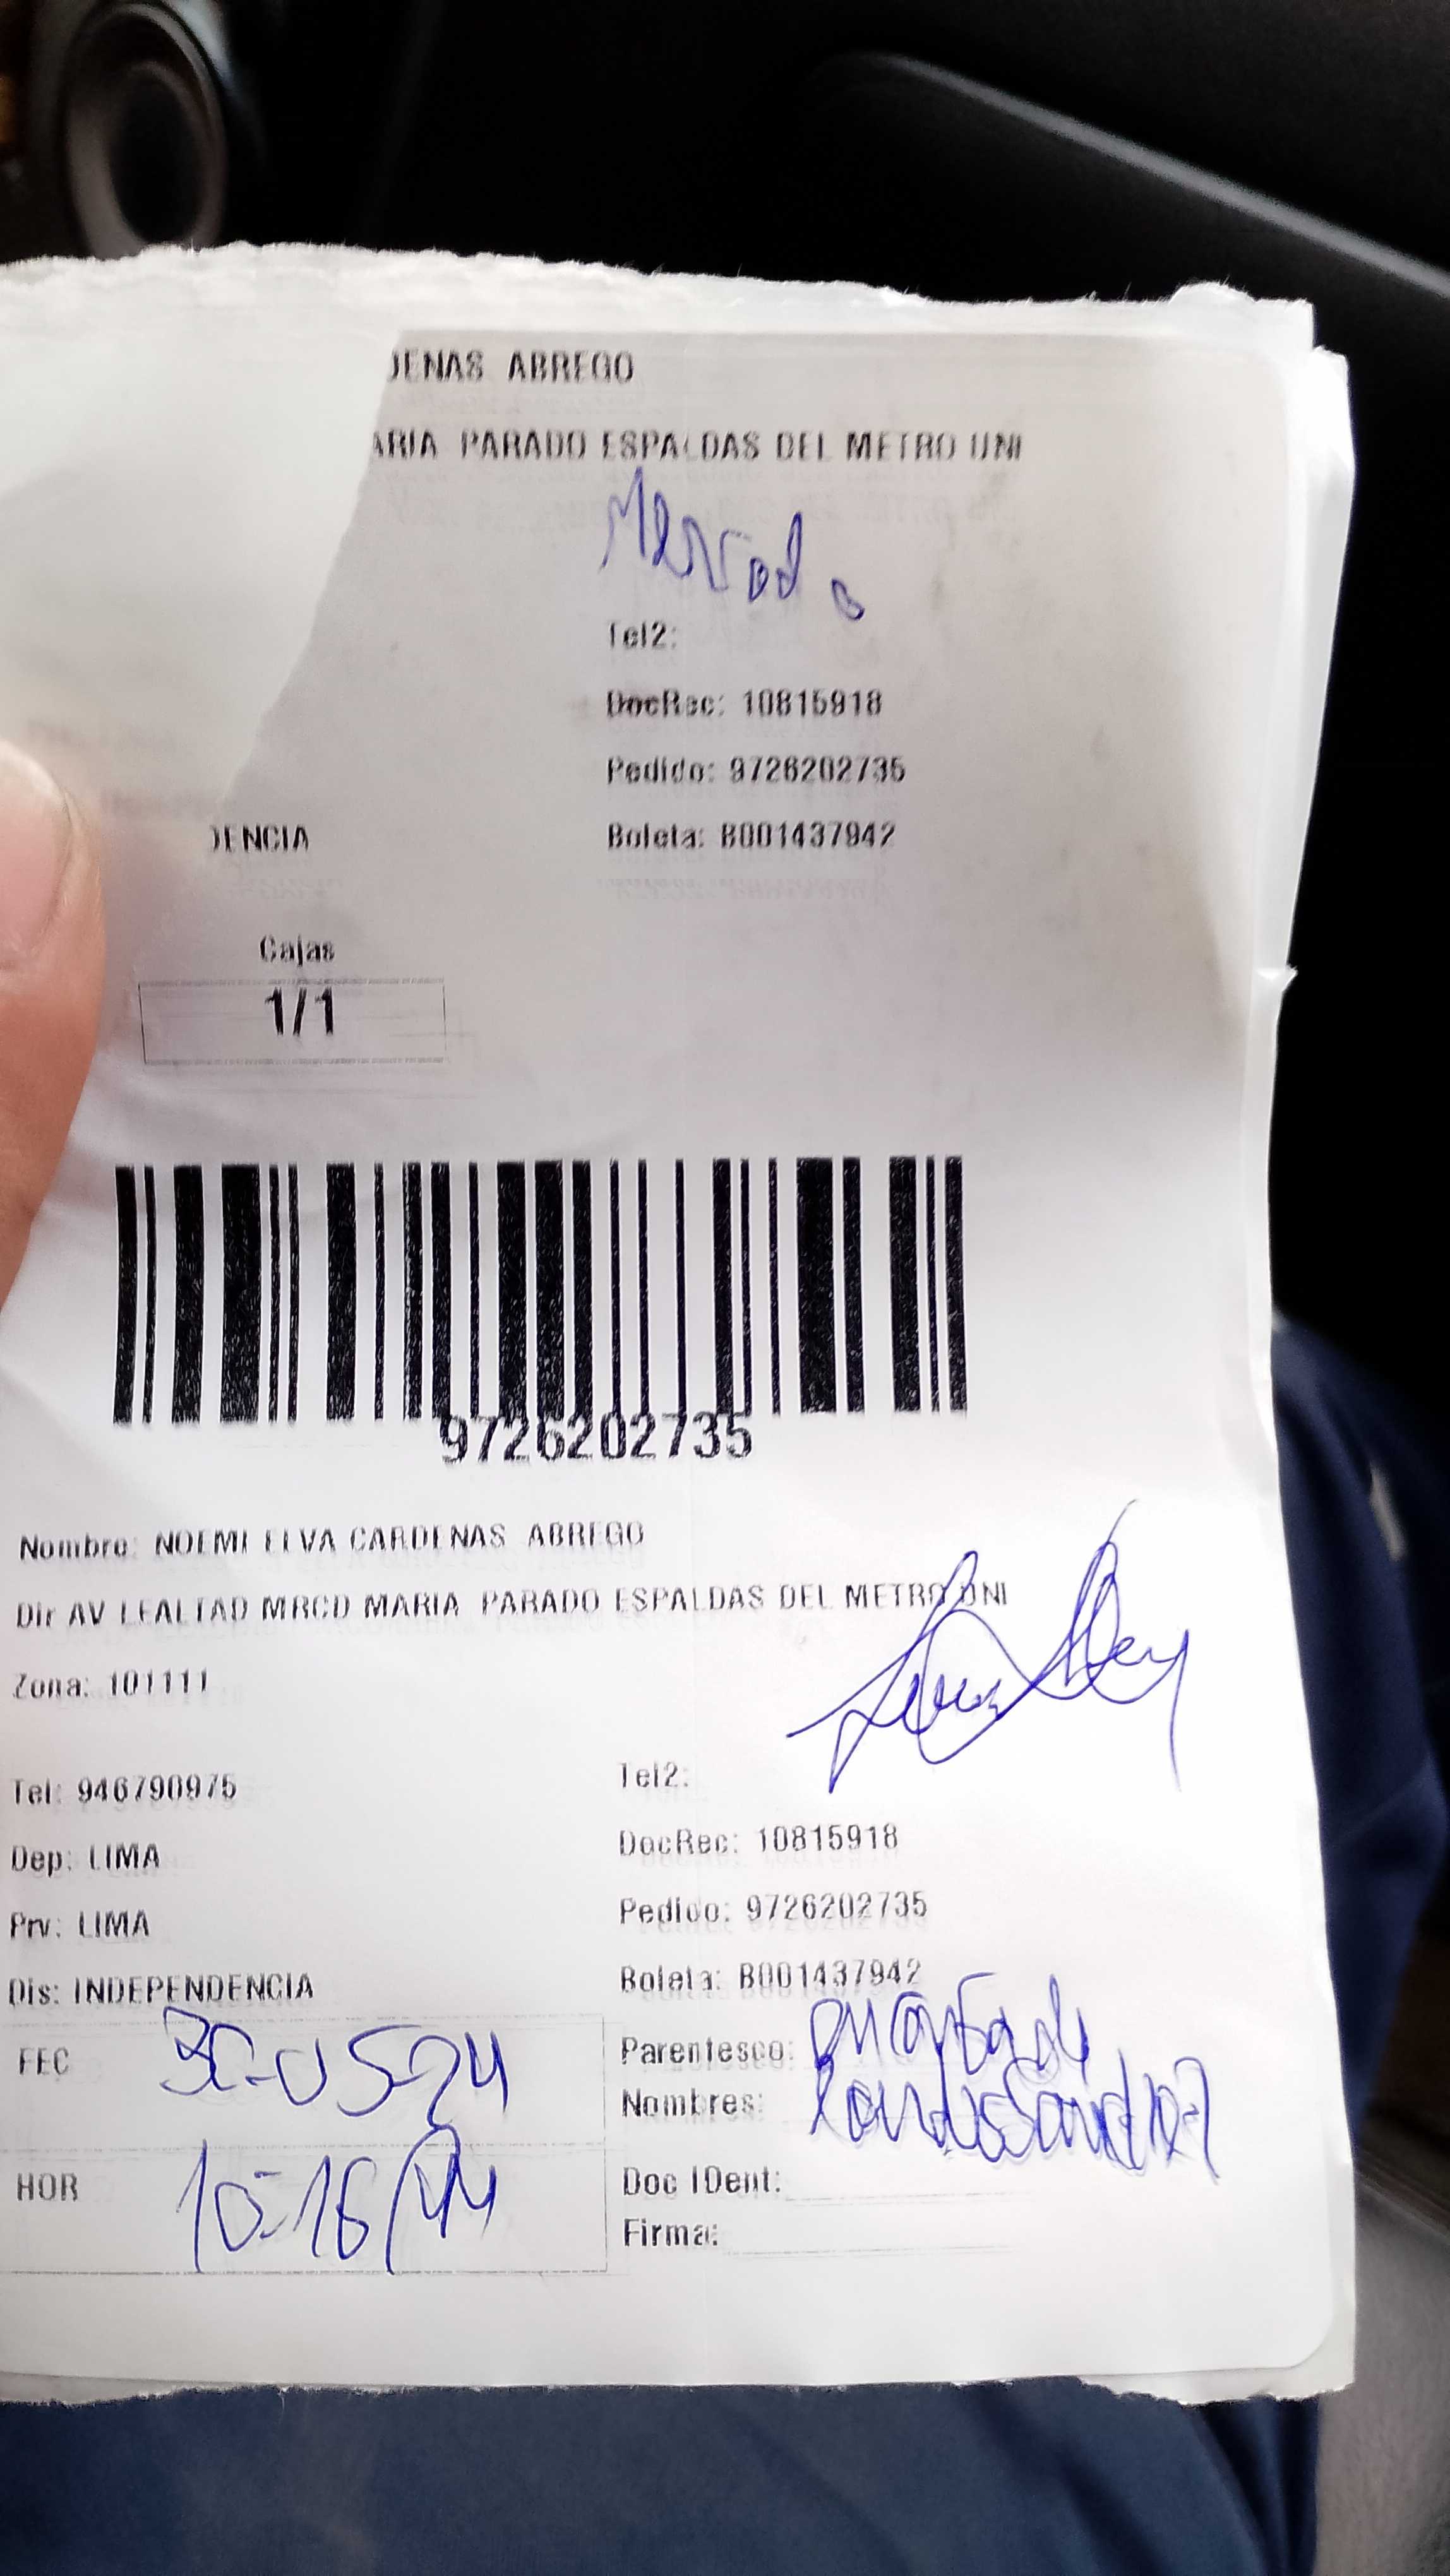 DENAS ABREGO
ARIA PARADO ESPALDAS DEL METRO UNI
Mercado
Tel2:
DocRec: 10815918
Pedido: 9726202735
DENCIA
Boleta: B001437942
Cajas
1/1
9726202735
Nombre: NOEMI ELVA CARDENAS ABREGO
Dir AV LEALTAD MRCD MARIA PARADO ESPALDAS DEL METRO UNI
Zona: 101111
Tel: 946790975
Tel2:
Dep: LIMA
DocRec: 10815918
Prv: LIMA
Pedido: 9726202735
Dis: INDEPENDENCIA
Boleta: B001437942
FEC 30-05-24
Parentesco:
Nombres:
HOR 10:16
Doc IDent:
Firma: